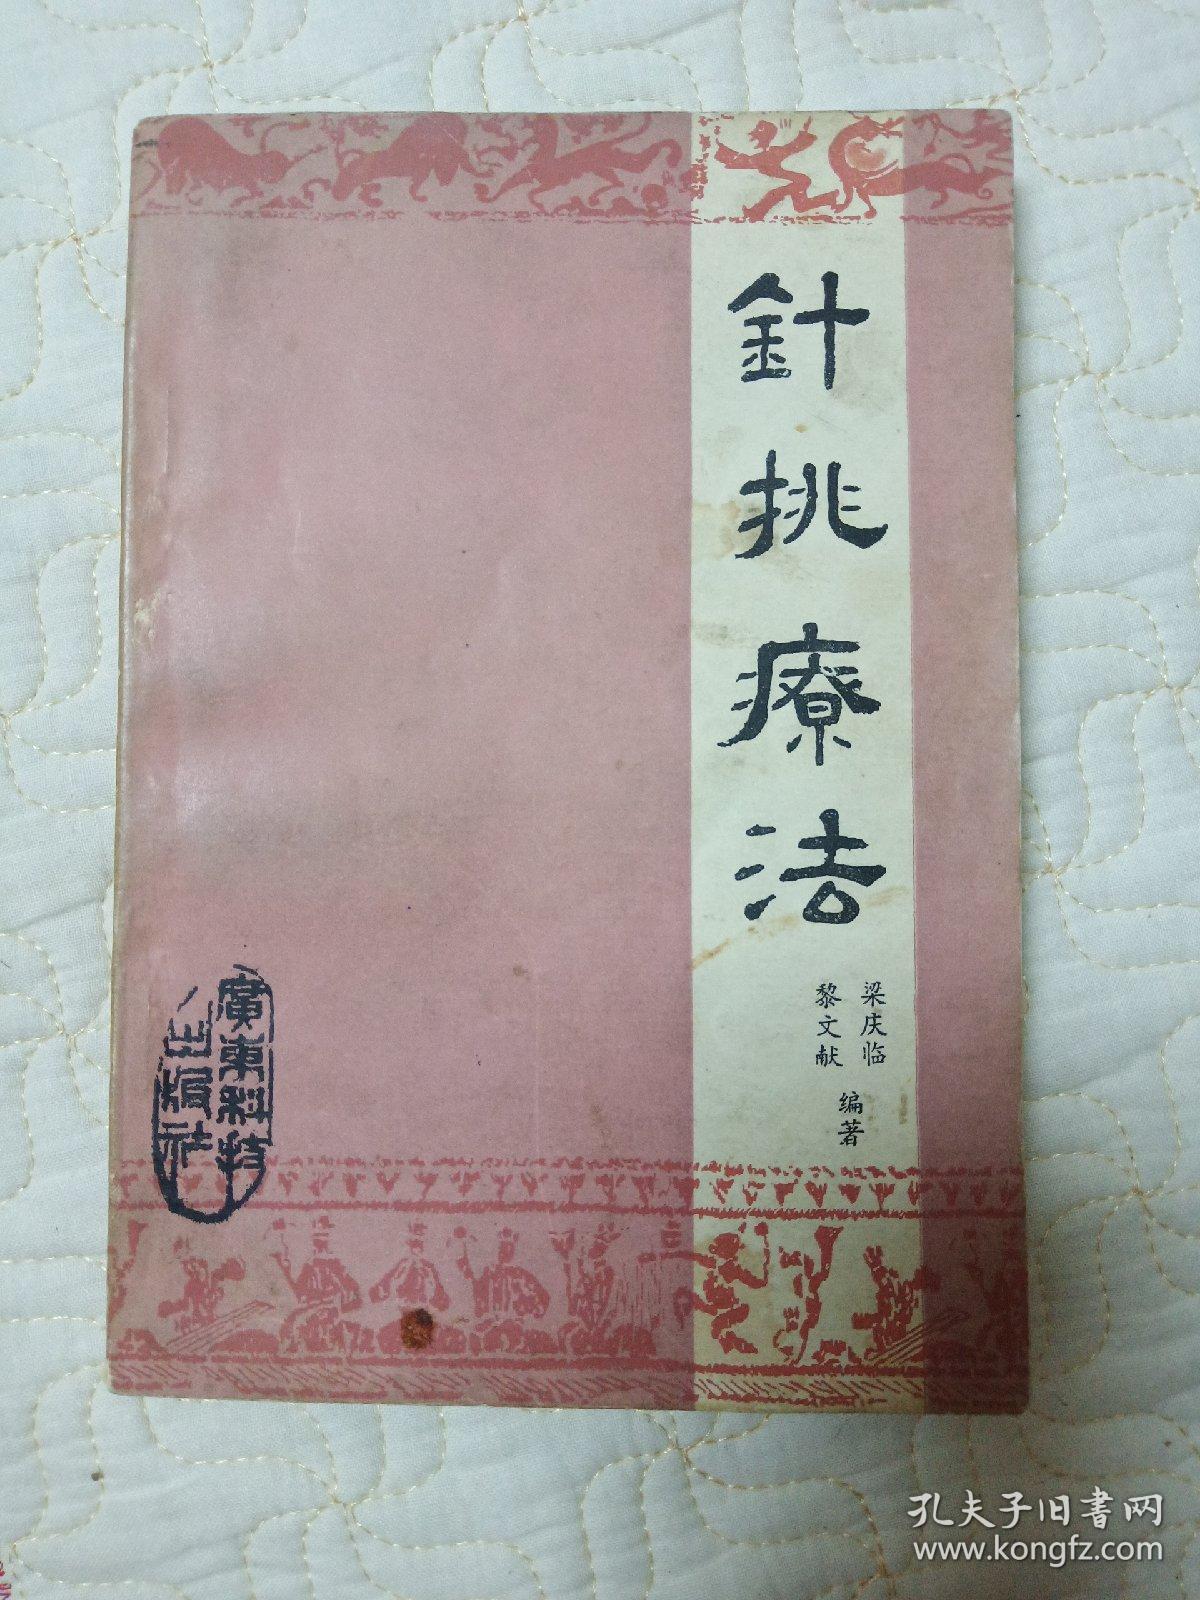 針挑療法
梁庆临
黎文献
编著
廣東科技
出版社
孔夫子旧書网
www.kongfz.com